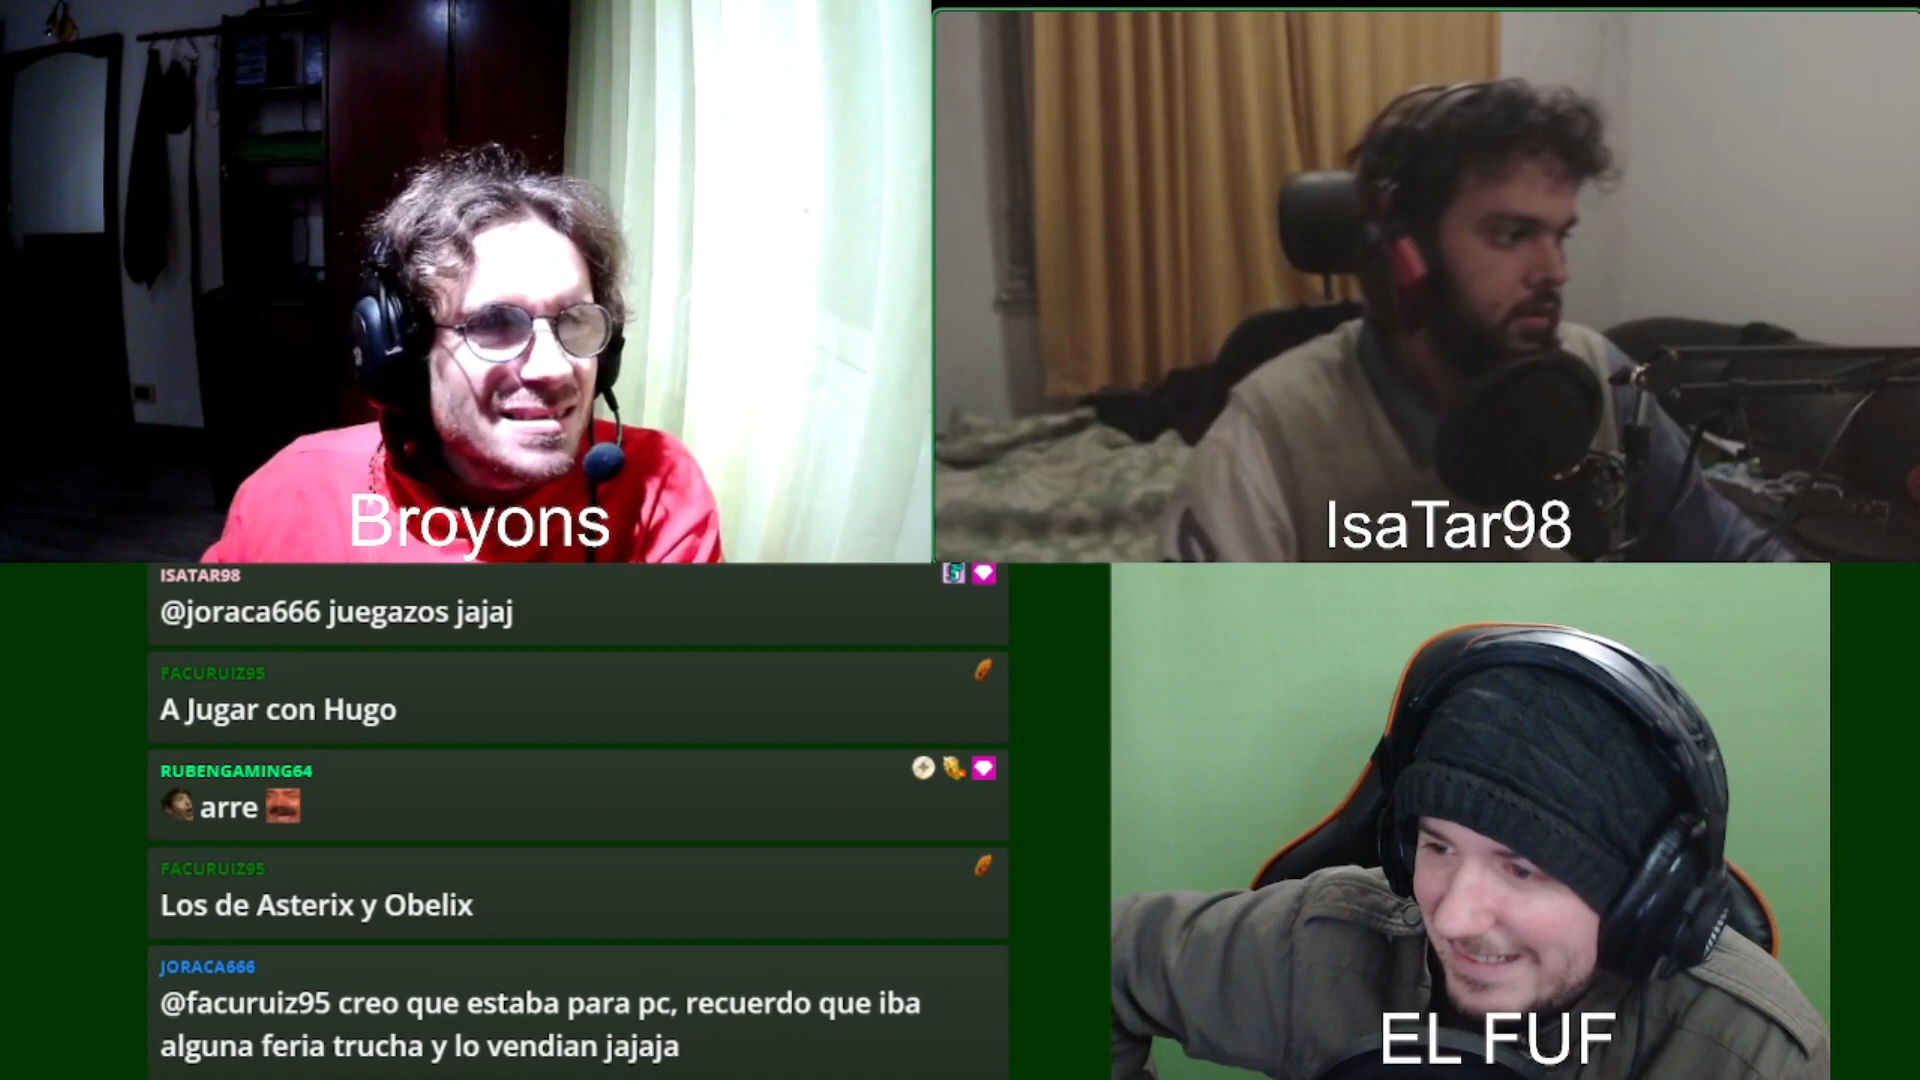 Broyons
IsaTar98
ISATAR98
@joraca666 juegazos jajaj
FACURUIZ95
A Jugar con Hugo
RUBENGAMING64
arre
FACURUIZ95
Los de Asterix y Obelix
JORACA666
@facuruiz95 creo que estaba para pc, recuerdo que iba
alguna feria trucha y lo vendian jajaja
EL FUF